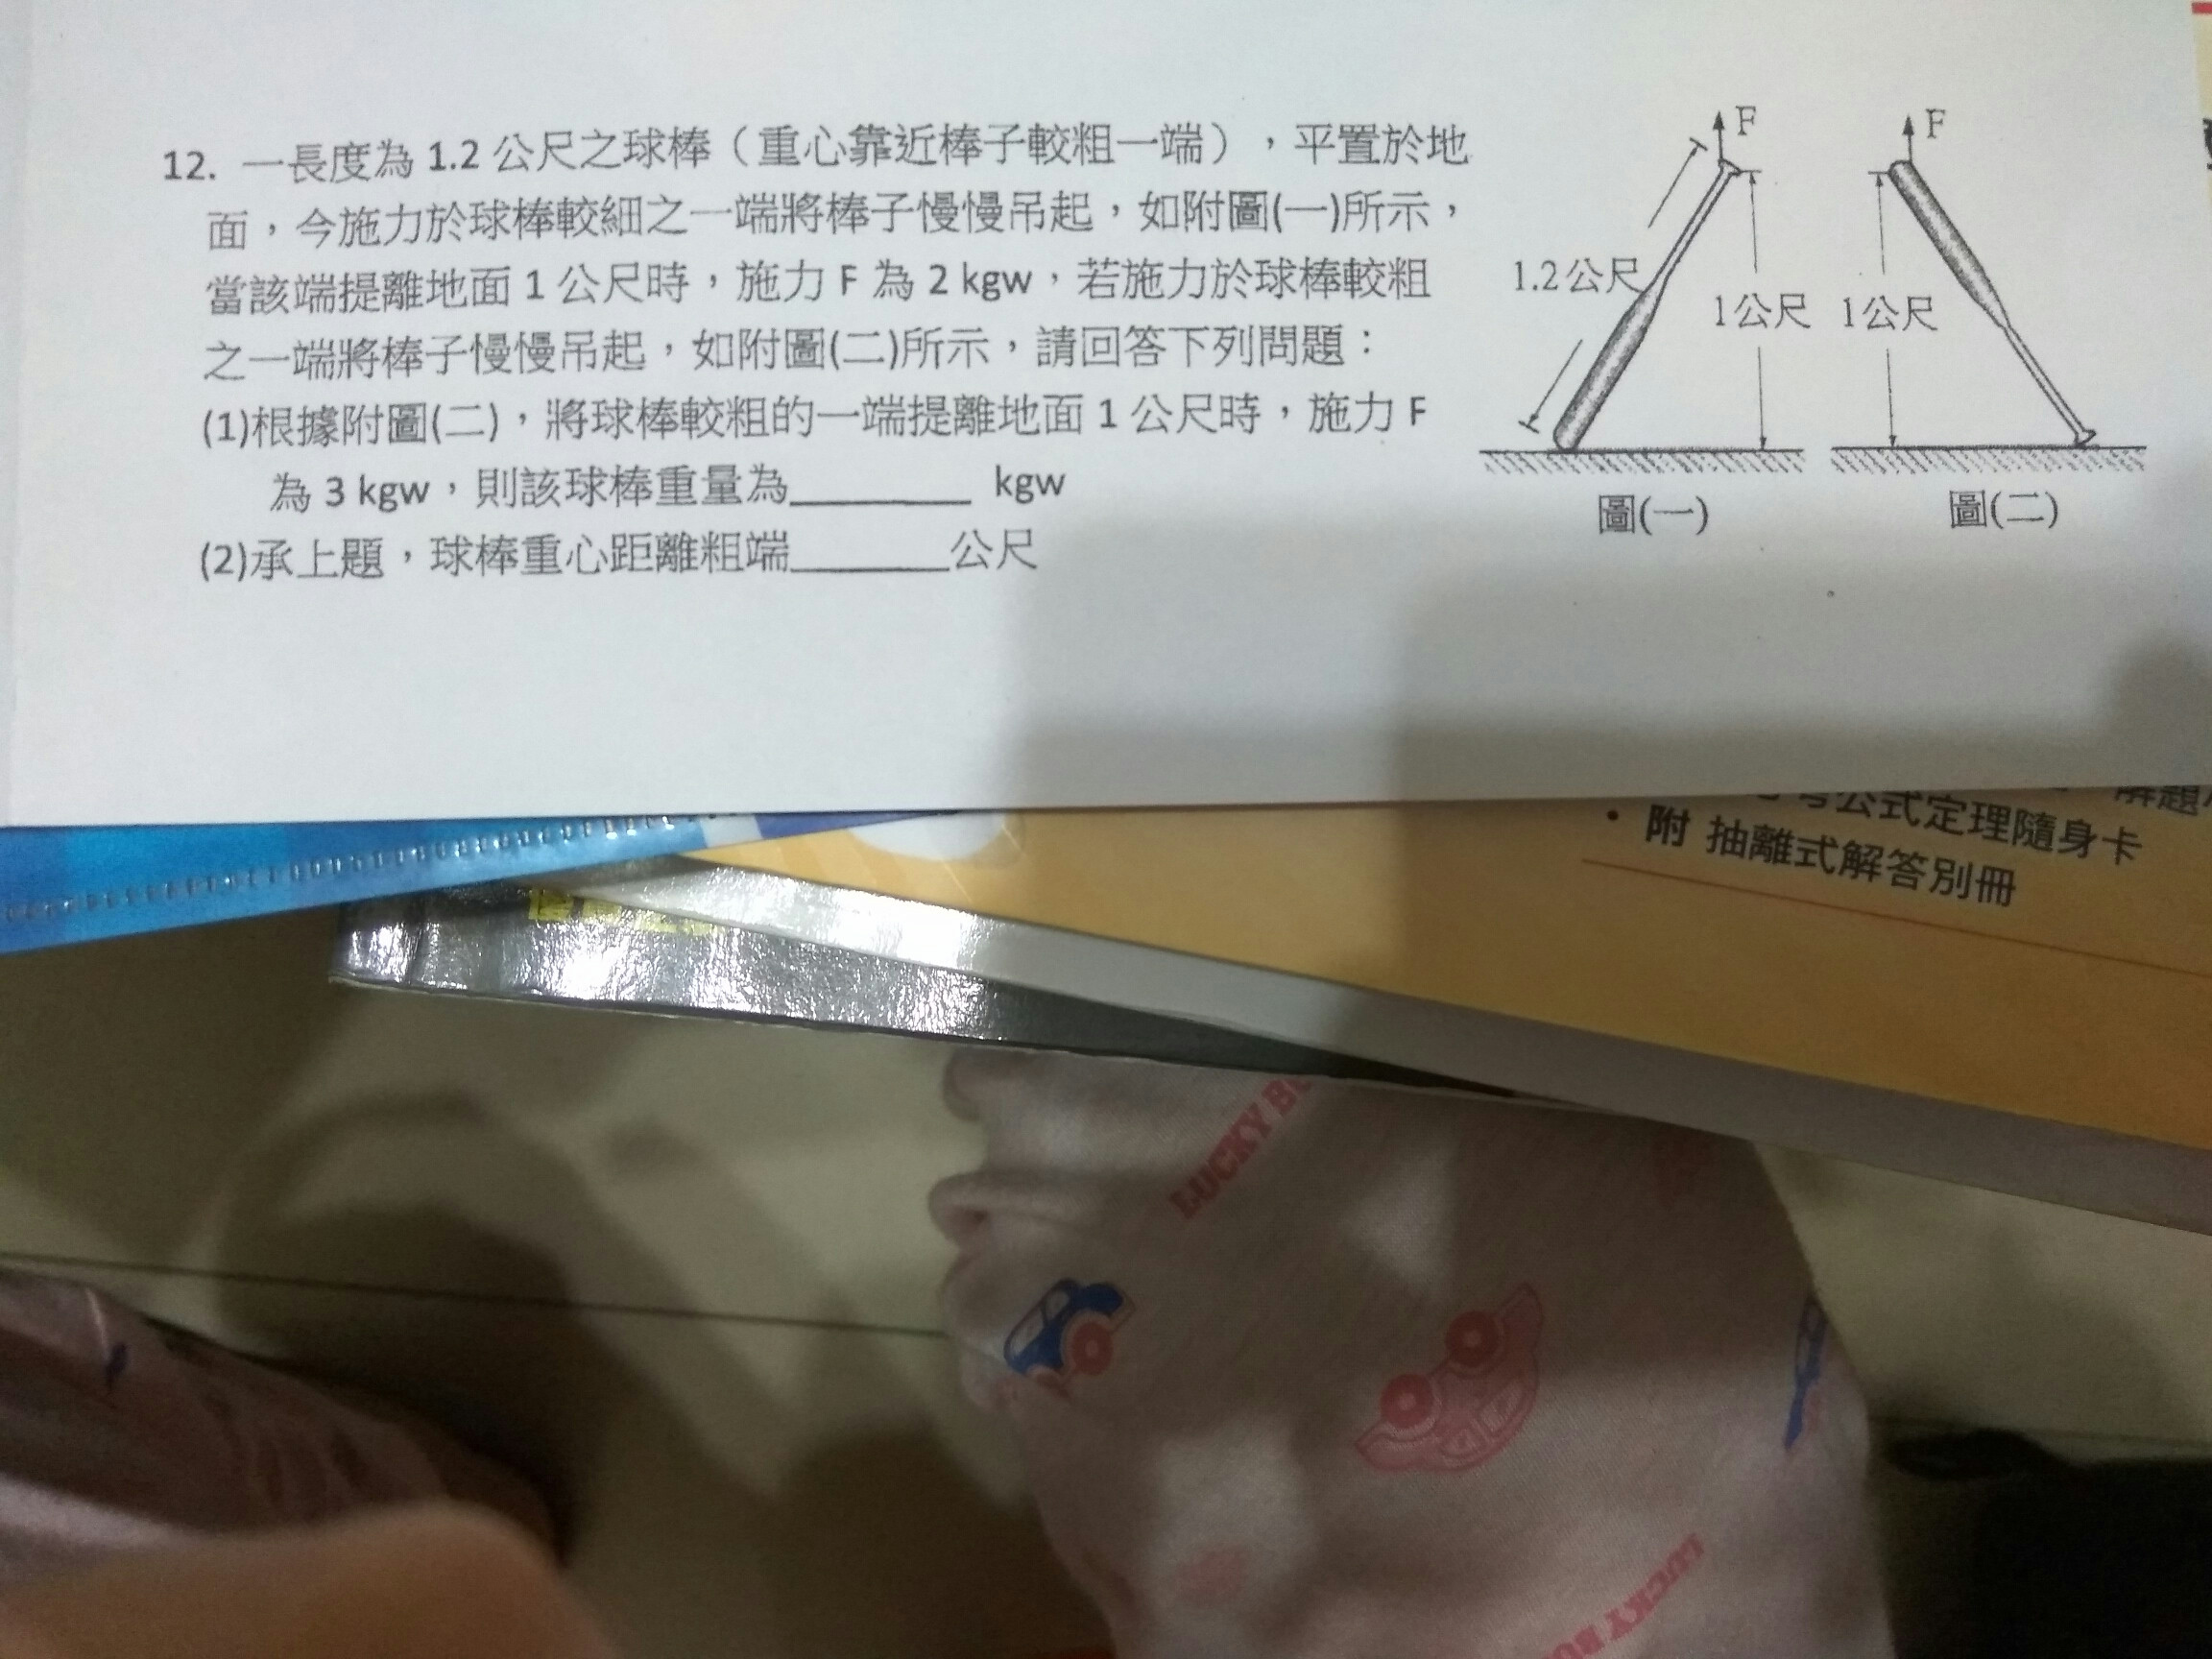 12. 一長度為 1.2 公尺之球棒（重心靠近棒子較粗一端），平置於地
面，今施力於球棒較細之一端將棒子慢慢吊起，如附圖(一)所示，
當該端提離地面 1 公尺時，施力 F 為 2 kgw，若施力於球棒較粗
之一端將棒子慢慢吊起，如附圖(二)所示，請回答下列問題：
(1)根據附圖(二)，將球棒較粗的一端提離地面 1 公尺時，施力 F
為 3 kgw，則該球棒重量為________ kgw
(2)承上題，球棒重心距離粗端_______公尺
F
F
1.2公尺
1公尺
1公尺
圖(一)
圖(二)
公式定理隨身卡
解題
・附 抽離式解答別冊
LUCKY B
LUCKY BO